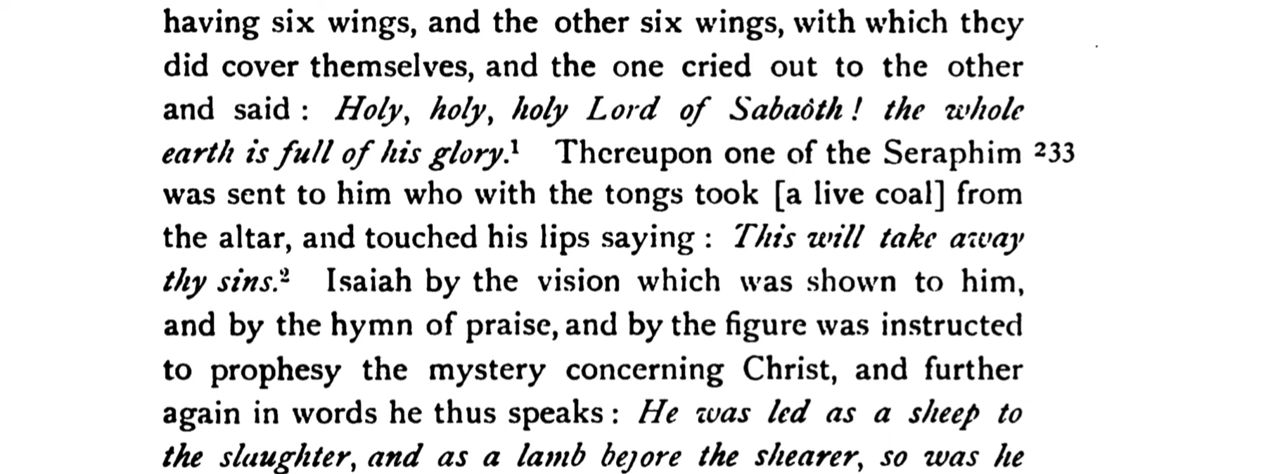 having six wings, and the other six wings, with which they
did cover themselves, and the one cried out to the other
and said : Holy, holy, holy Lord of Sabaôth ! the whole
earth is full of his glory.¹ Thereupon one of the Seraphim 233
was sent to him who with the tongs took [a live coal] from
the altar, and touched his lips saying : This will take away
thy sins.² Isaiah by the vision which was shown to him,
and by the hymn of praise, and by the figure was instructed
to prophesy the mystery concerning Christ, and further
again in words he thus speaks : He was led as a sheep to
the slaughter, and as a lamb before the shearer, so was he